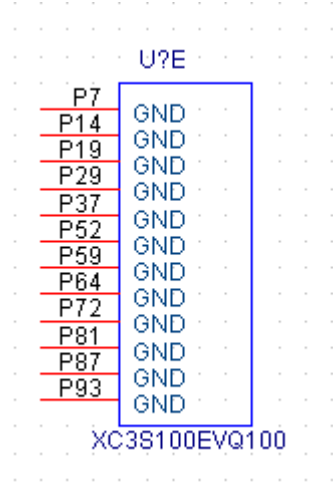 U?E
P7
GND
P14
GND
P19
GND
P29
GND
P37
GND
P52
GND
P59
GND
P64
GND
P72
GND
P81
GND
P87
GND
P93
GND
XC3S100EVQ100